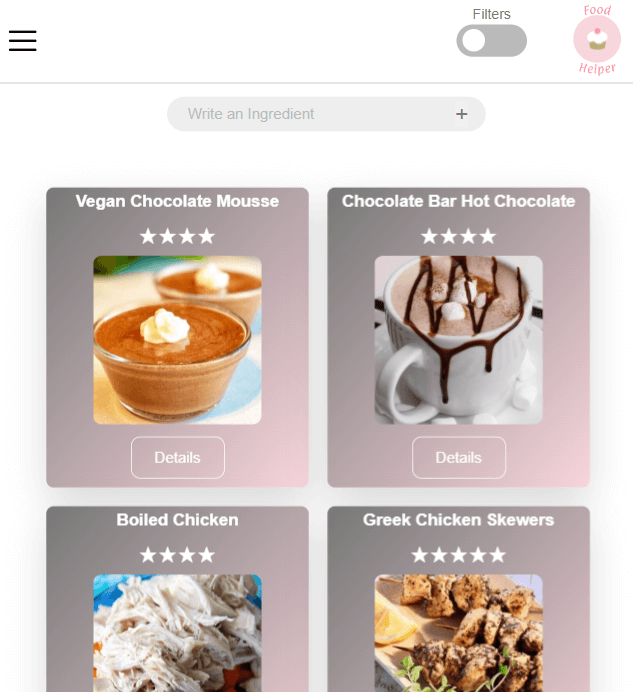 Filters
Food
Helper
Write an Ingredient +
Vegan Chocolate Mousse
Chocolate Bar Hot Chocolate
★★★★
★★★★
Details
Details
Boiled Chicken
Greek Chicken Skewers
★★★★
★★★★★